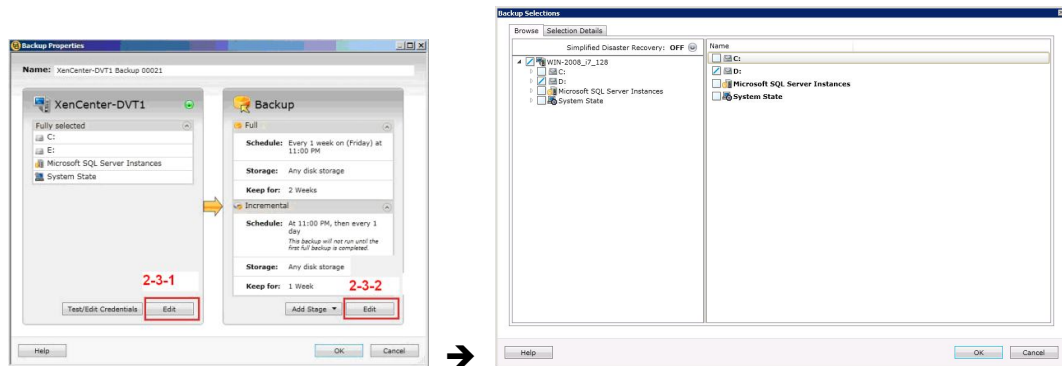 Backup Properties
Name: XenCenter-DVT1 Backup 00021
XenCenter-DVT1
Fully selected
C:
E:
Microsoft SQL Server Instances
System State
2-3-1
Test/Edit Credentials
Edit
Backup
Full
Schedule: Every 1 week on (Friday) at
11:00 PM
Storage: Any disk storage
Keep for: 2 Weeks
Incremental
Schedule: At 11:00 PM, then every 1
day
This backup will not run until the
first full backup is completed.
Storage: Any disk storage
2-3-2
Keep for: 1 Week
Add Stage
Edit
Help
OK
Cancel
Backup Selections
Browse
Selection Details
Simplified Disaster Recovery: OFF
WIN-2008_i7_128
C:
D:
Microsoft SQL Server Instances
System State
Name
C:
D:
Microsoft SQL Server Instances
System State
Help
OK
Cancel